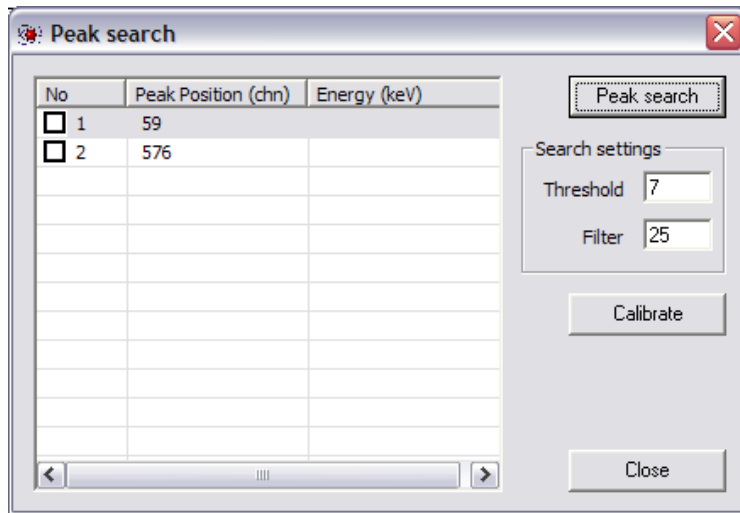 Peak search
No Peak Position (chn) Energy (keV)
1 59
2 576
Peak search
Search settings
Threshold 7
Filter 25
Calibrate
Close